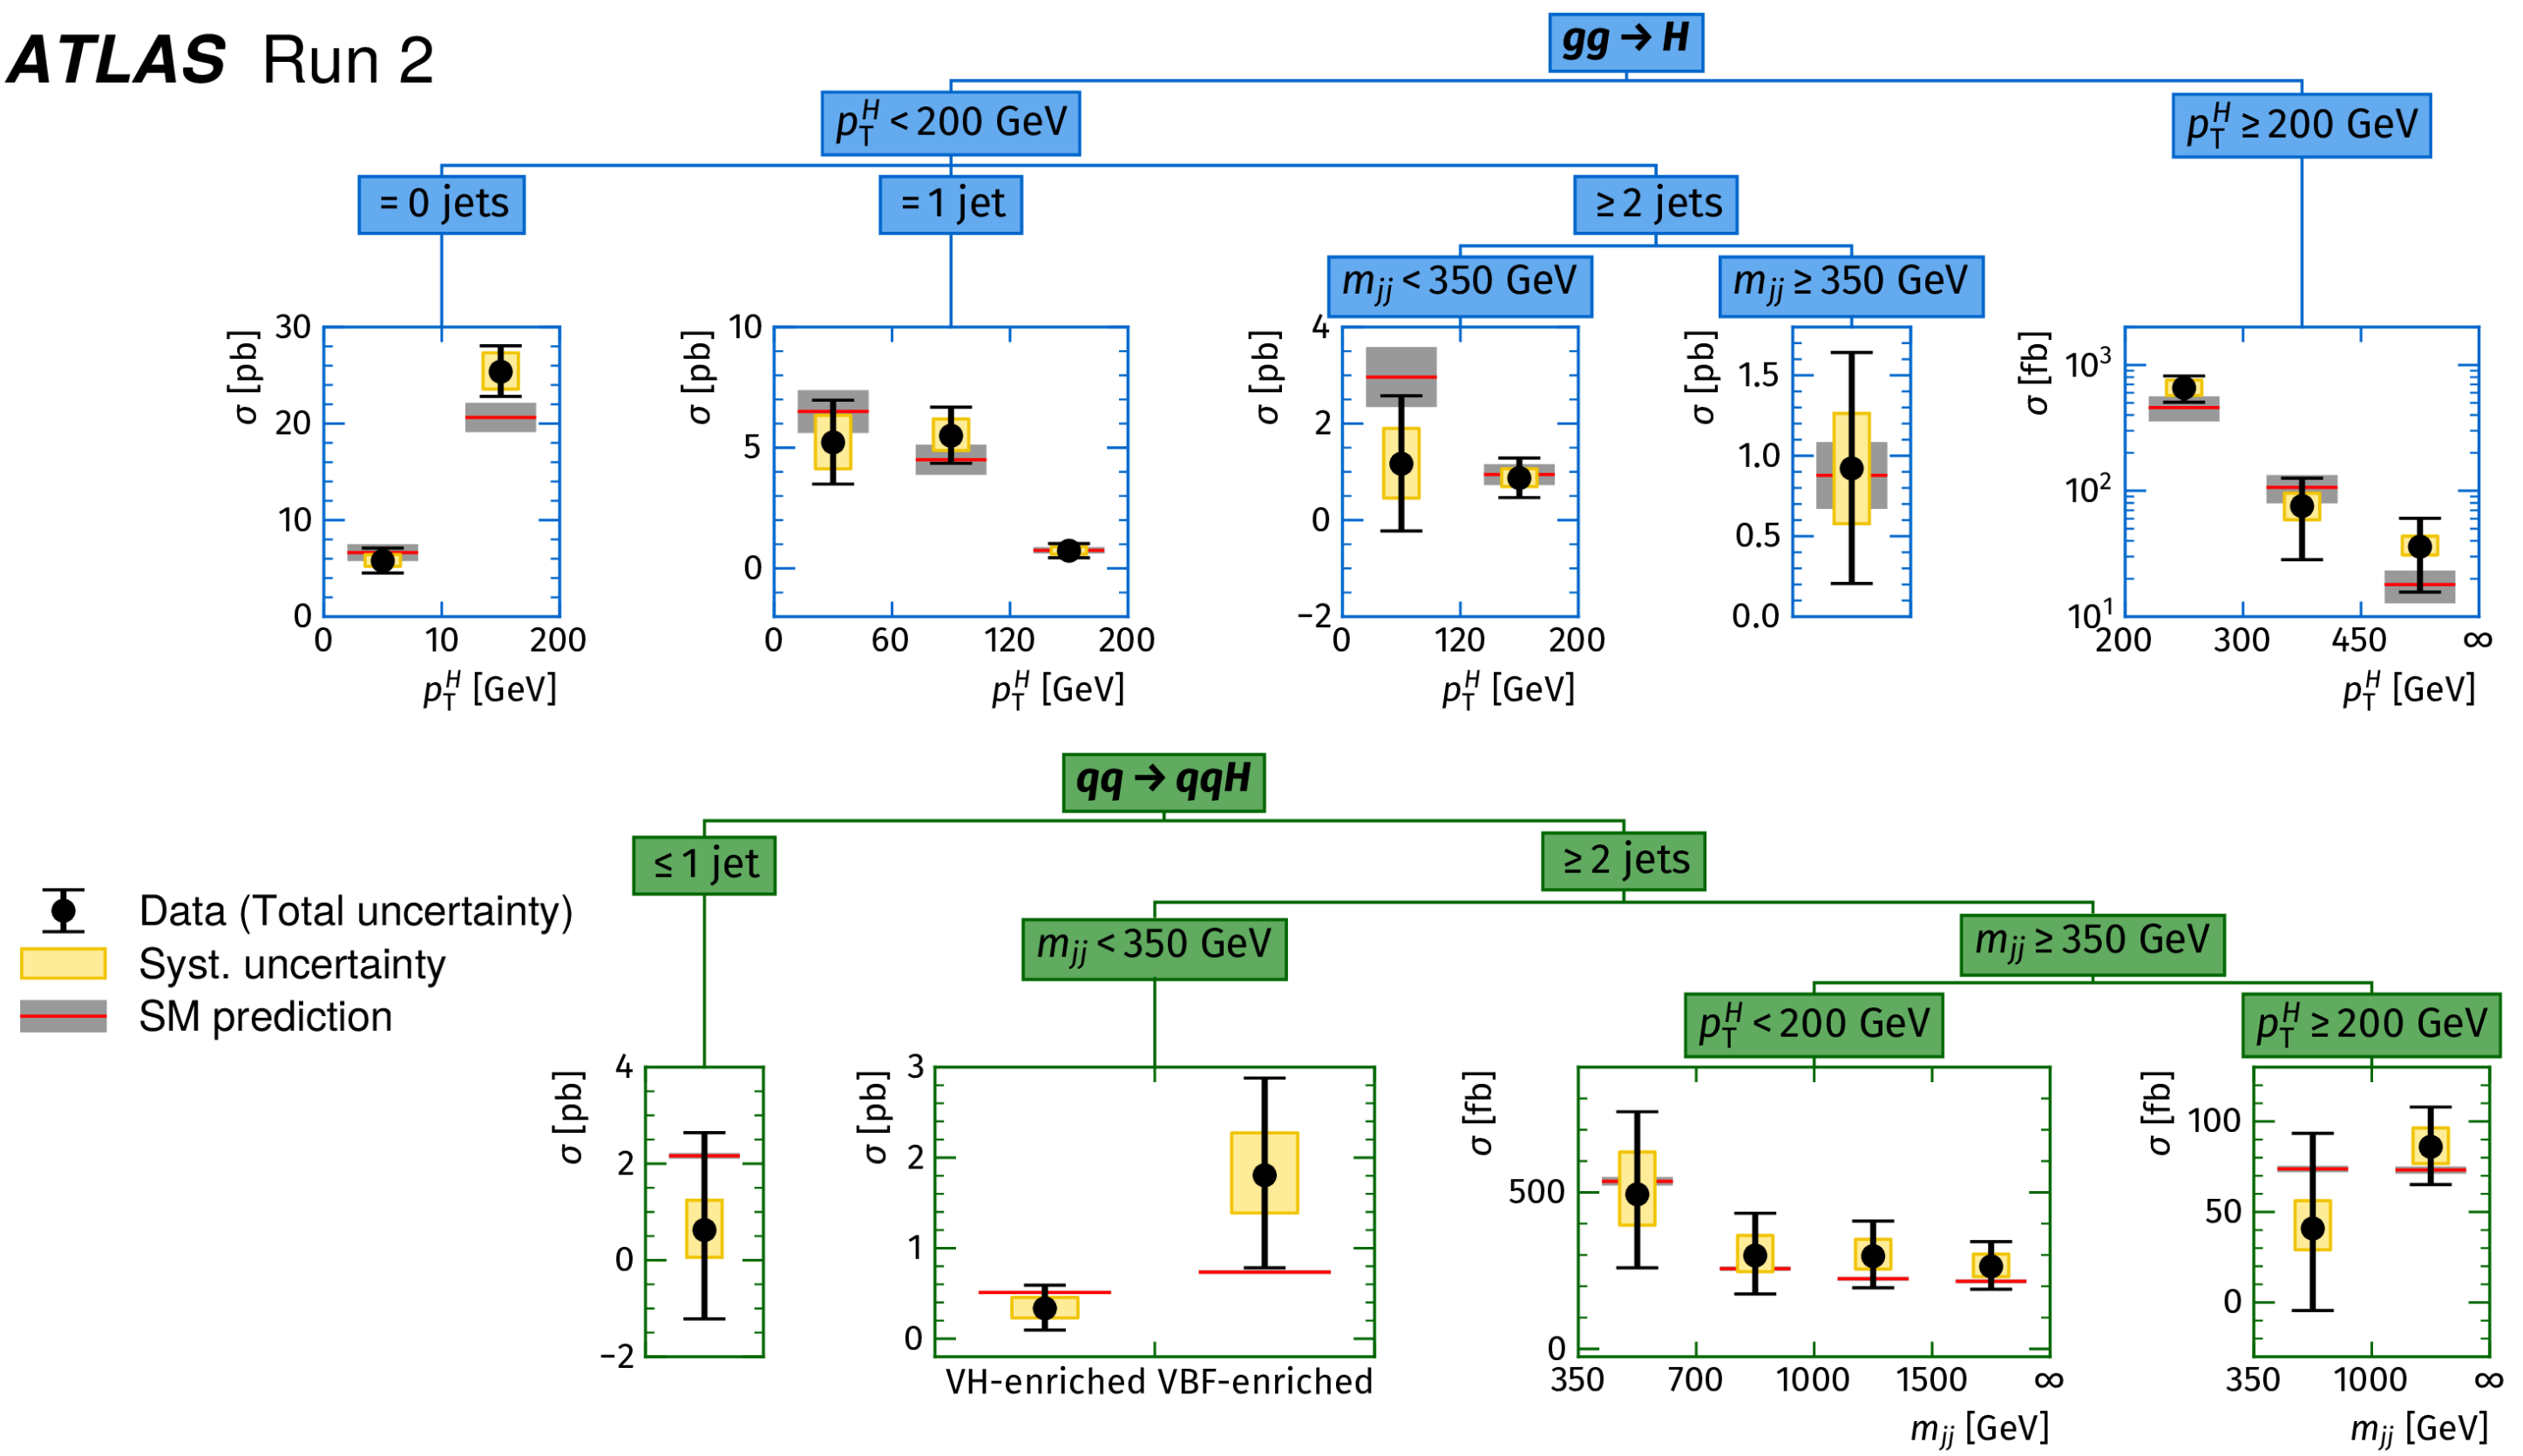 ATLAS Run 2
gg → H
p_T^H < 200 GeV
p_T^H ≥ 200 GeV
= 0 jets
= 1 jet
≥ 2 jets
m_jj < 350 GeV
m_jj ≥ 350 GeV
σ [pb]
30
20
10
0
0 10 200
p_T^H [GeV]
σ [pb]
10
5
0
0 60 120 200
p_T^H [GeV]
σ [pb]
4
2
0
−2
0 120 200
p_T^H [GeV]
σ [pb]
1.5
1.0
0.5
0.0
σ [fb]
10³
10²
10¹
200 300 450 ∞
p_T^H [GeV]
qq → qqH
≤ 1 jet
≥ 2 jets
m_jj < 350 GeV
m_jj ≥ 350 GeV
p_T^H < 200 GeV
p_T^H ≥ 200 GeV
Data (Total uncertainty)
Syst. uncertainty
SM prediction
σ [pb]
4
2
0
−2
σ [pb]
3
2
1
0
VH-enriched VBF-enriched
σ [fb]
500
0
350 700 1000 1500 ∞
m_jj [GeV]
σ [fb]
100
50
0
350 1000 ∞
m_jj [GeV]